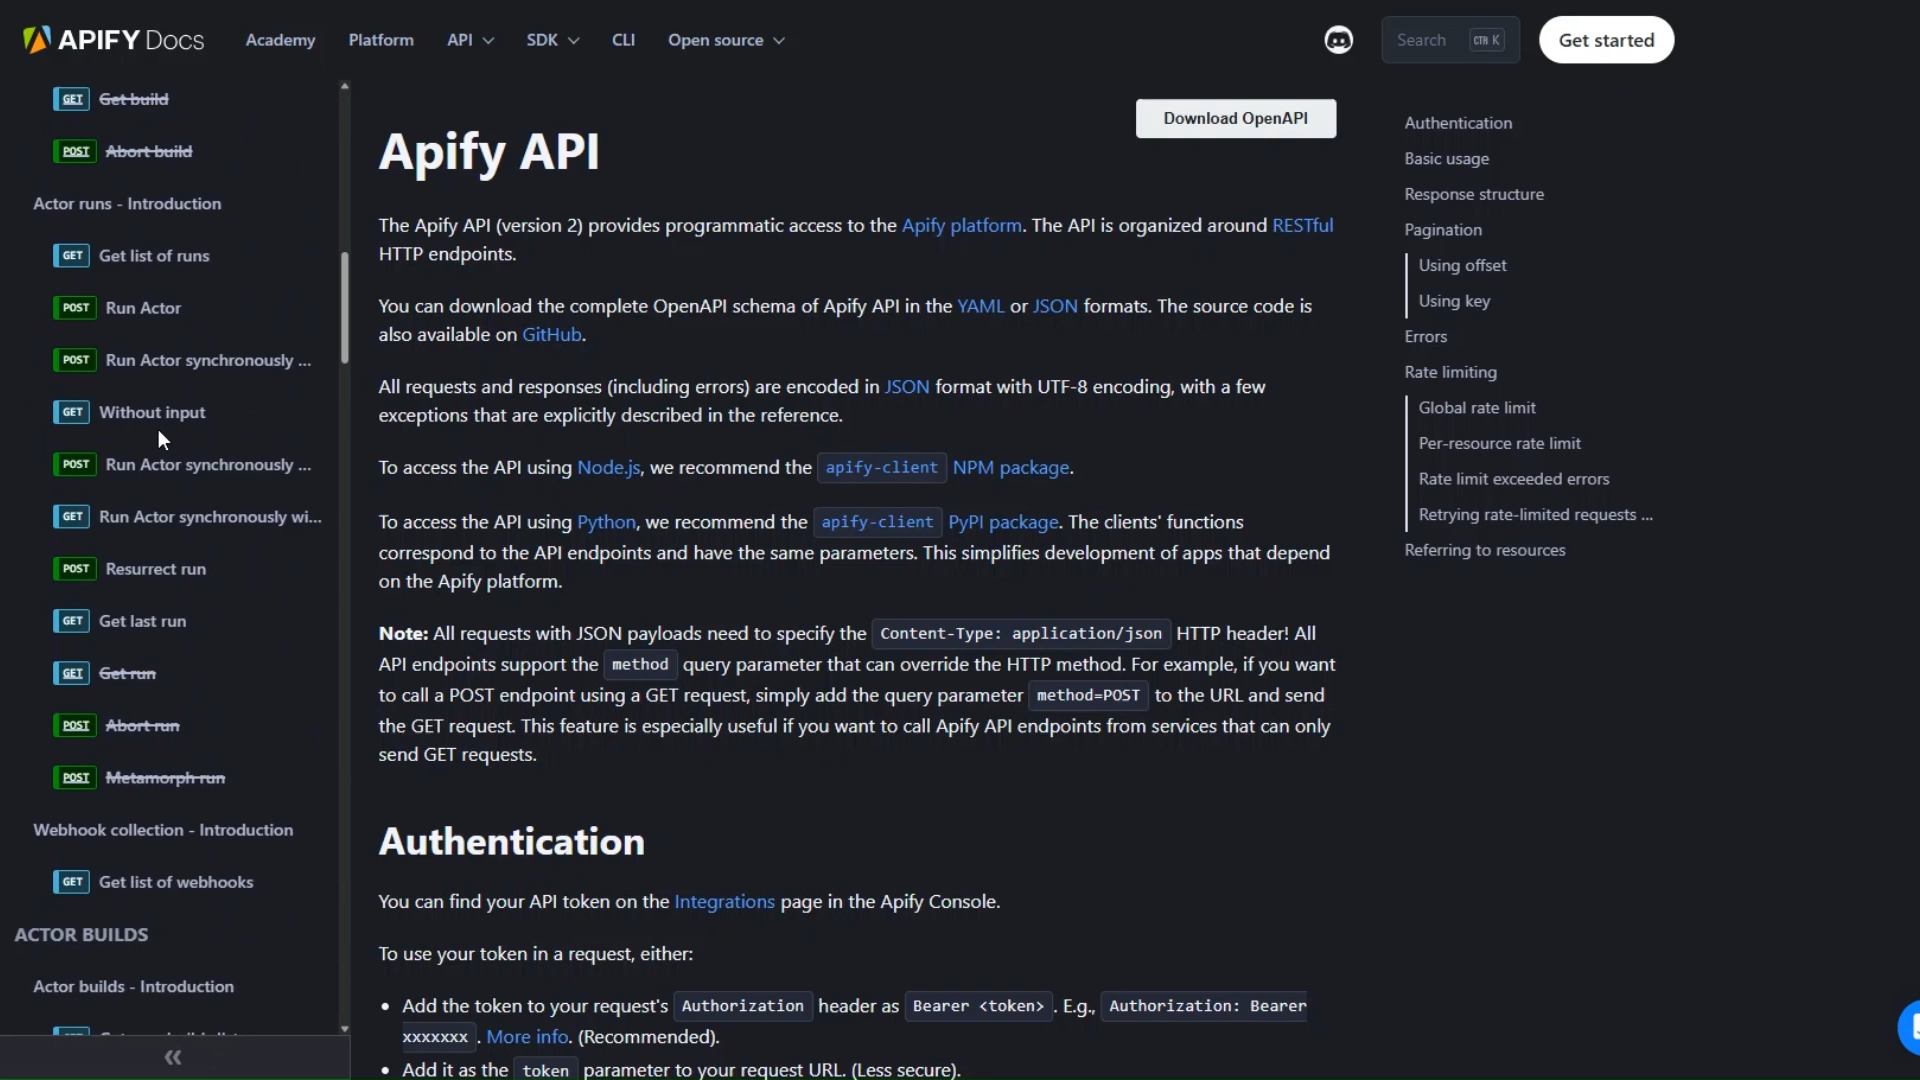 APIFY Docs
Academy
Platform
API
SDK
CLI
Open source
Search
CTRL K
Get started
GET Get build
POST Abort build
Actor runs - Introduction
GET Get list of runs
POST Run Actor
POST Run Actor synchronously ...
GET Without input
POST Run Actor synchronously ...
GET Run Actor synchronously wi...
POST Resurrect run
GET Get last run
GET Get run
POST Abort run
POST Metamorph run
Webhook collection - Introduction
GET Get list of webhooks
ACTOR BUILDS
Actor builds - Introduction
«
Download OpenAPI
Apify API
The Apify API (version 2) provides programmatic access to the Apify platform. The API is organized around RESTful
HTTP endpoints.
You can download the complete OpenAPI schema of Apify API in the YAML or JSON formats. The source code is
also available on GitHub.
All requests and responses (including errors) are encoded in JSON format with UTF-8 encoding, with a few
exceptions that are explicitly described in the reference.
To access the API using Node.js, we recommend the apify-client NPM package.
To access the API using Python, we recommend the apify-client PyPI package. The clients' functions
correspond to the API endpoints and have the same parameters. This simplifies development of apps that depend
on the Apify platform.
Note: All requests with JSON payloads need to specify the Content-Type: application/json HTTP header! All
API endpoints support the method query parameter that can override the HTTP method. For example, if you want
to call a POST endpoint using a GET request, simply add the query parameter method=POST to the URL and send
the GET request. This feature is especially useful if you want to call Apify API endpoints from services that can only
send GET requests.
Authentication
You can find your API token on the Integrations page in the Apify Console.
To use your token in a request, either:
• Add the token to your request's Authorization header as Bearer <token>. E.g., Authorization: Bearer
xxxxxxx. More info. (Recommended).
• Add it as the token parameter to your request URL. (Less secure).
Authentication
Basic usage
Response structure
Pagination
Using offset
Using key
Errors
Rate limiting
Global rate limit
Per-resource rate limit
Rate limit exceeded errors
Retrying rate-limited requests ...
Referring to resources